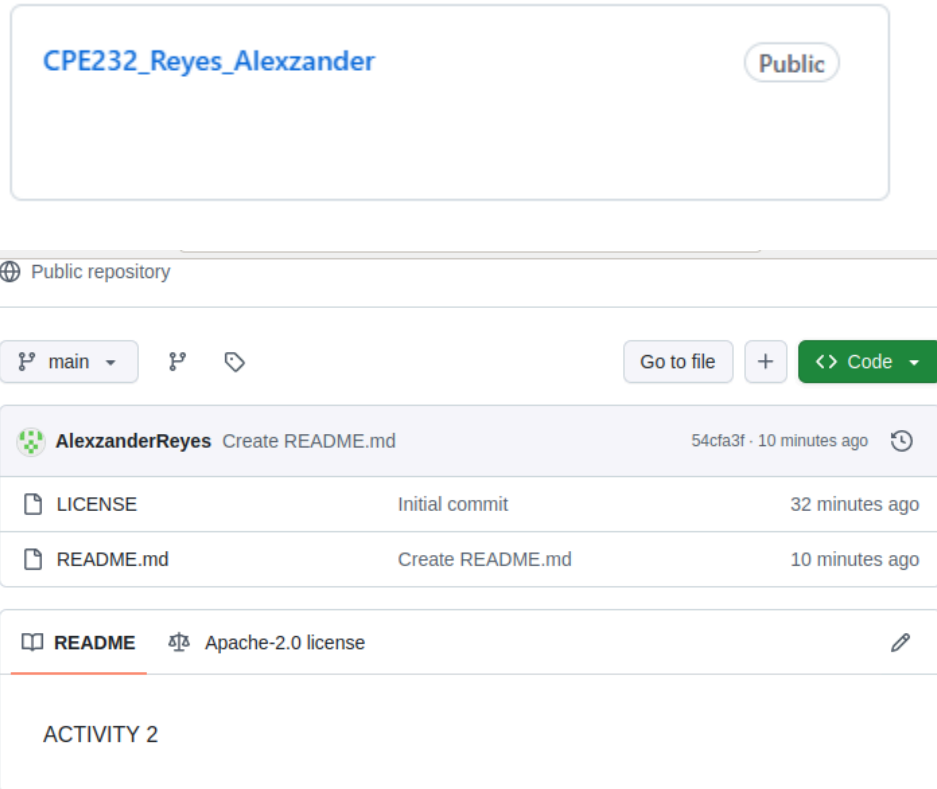 CPE232_Reyes_Alexzander Public
Public repository
main Go to file + <> Code
AlexzanderReyes Create README.md 54cfa3f · 10 minutes ago
LICENSE Initial commit 32 minutes ago
README.md Create README.md 10 minutes ago
README Apache-2.0 license
ACTIVITY 2